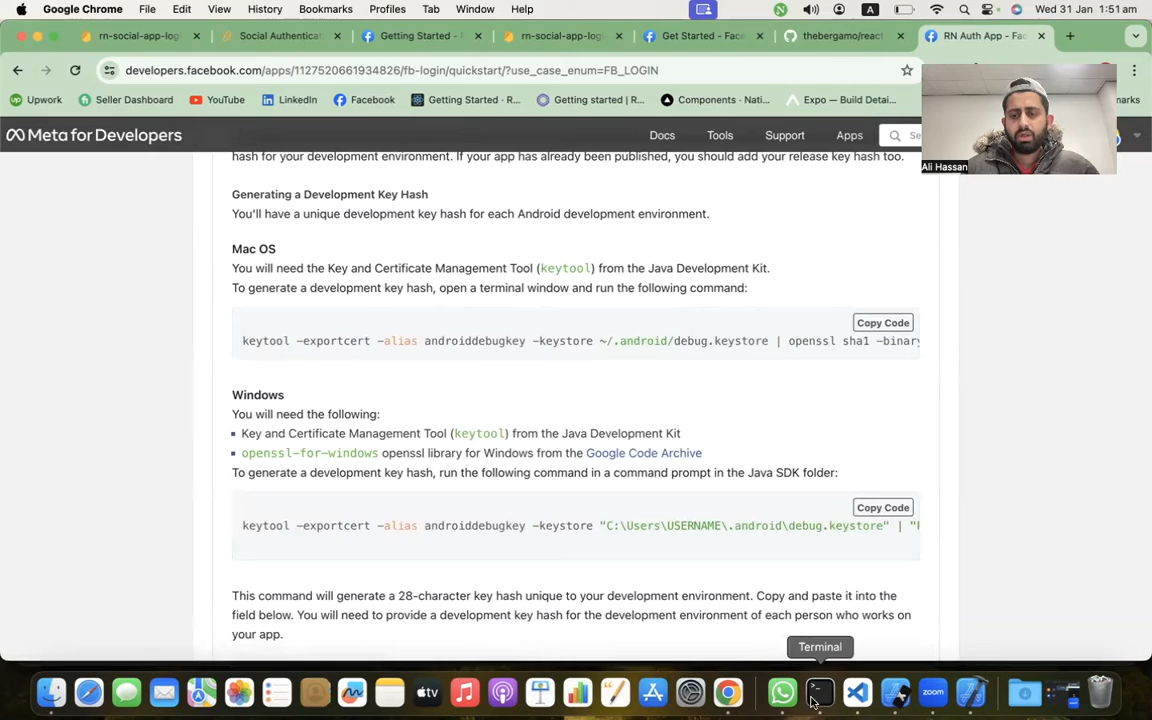 Google Chrome File Edit View History Bookmarks Profiles Tab Window Help A Wed 31 Jan 1:51 am
rn-social-app-logi Social Authenticat Getting Started - rn-social-app-logi Get Started - Face thebergamo/react RN Auth App - Fac
developers.facebook.com/apps/1127520661934826/fb-login/quickstart/?use_case_enum=FB_LOGIN
Upwork Seller Dashboard YouTube LinkedIn Facebook Getting Started · R... Getting started | R... Components · Nati... Expo — Build Detai... marks
Meta for Developers Docs Tools Support Apps Se
Ali Hassan
hash for your development environment. If your app has already been published, you should add your release key hash too.
Generating a Development Key Hash
You'll have a unique development key hash for each Android development environment.
Mac OS
You will need the Key and Certificate Management Tool (keytool) from the Java Development Kit.
To generate a development key hash, open a terminal window and run the following command:
Copy Code
keytool -exportcert -alias androiddebugkey -keystore ~/.android/debug.keystore | openssl sha1 -binary
Windows
You will need the following:
Key and Certificate Management Tool (keytool) from the Java Development Kit
openssl-for-windows openssl library for Windows from the Google Code Archive
To generate a development key hash, run the following command in a command prompt in the Java SDK folder:
Copy Code
keytool -exportcert -alias androiddebugkey -keystore "C:\Users\USERNAME\.android\debug.keystore" | "
This command will generate a 28-character key hash unique to your development environment. Copy and paste it into the
field below. You will need to provide a development key hash for the development environment of each person who works on
your app.
Terminal
tv
zoom